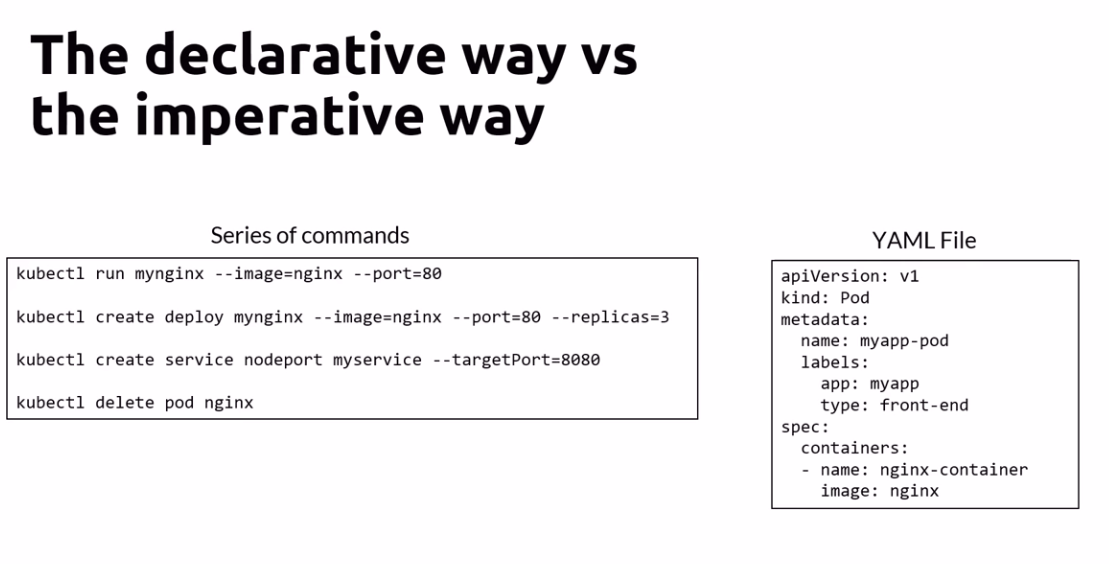 The declarative way vs
the imperative way
Series of commands
kubectl run mynginx --image=nginx --port=80
kubectl create deploy mynginx --image=nginx --port=80 --replicas=3
kubectl create service nodeport myservice --targetPort=8080
kubectl delete pod nginx
YAML File
apiVersion: v1
kind: Pod
metadata:
  name: myapp-pod
  labels:
    app: myapp
    type: front-end
spec:
  containers:
  - name: nginx-container
    image: nginx